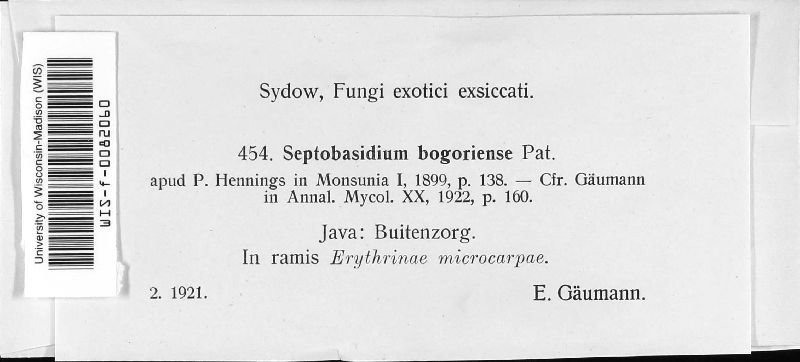 Sydow, Fungi exotici exsiccati.
454. Septobasidium bogoriense Pat.
apud P. Hennings in Monsunia I, 1899, p. 138. — Cfr. Gäumann
in Annal. Mycol. XX, 1922, p. 160.
Java: Buitenzorg.
In ramis Erythrinae microcarpae.
2. 1921. E. Gäumann.
University of Wisconsin-Madison (WIS)
WIS-f-0082060